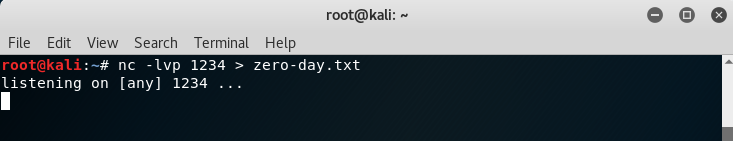 root@kali: ~
File Edit View Search Terminal Help
root@kali:~# nc -lvp 1234 > zero-day.txt
listening on [any] 1234 ...